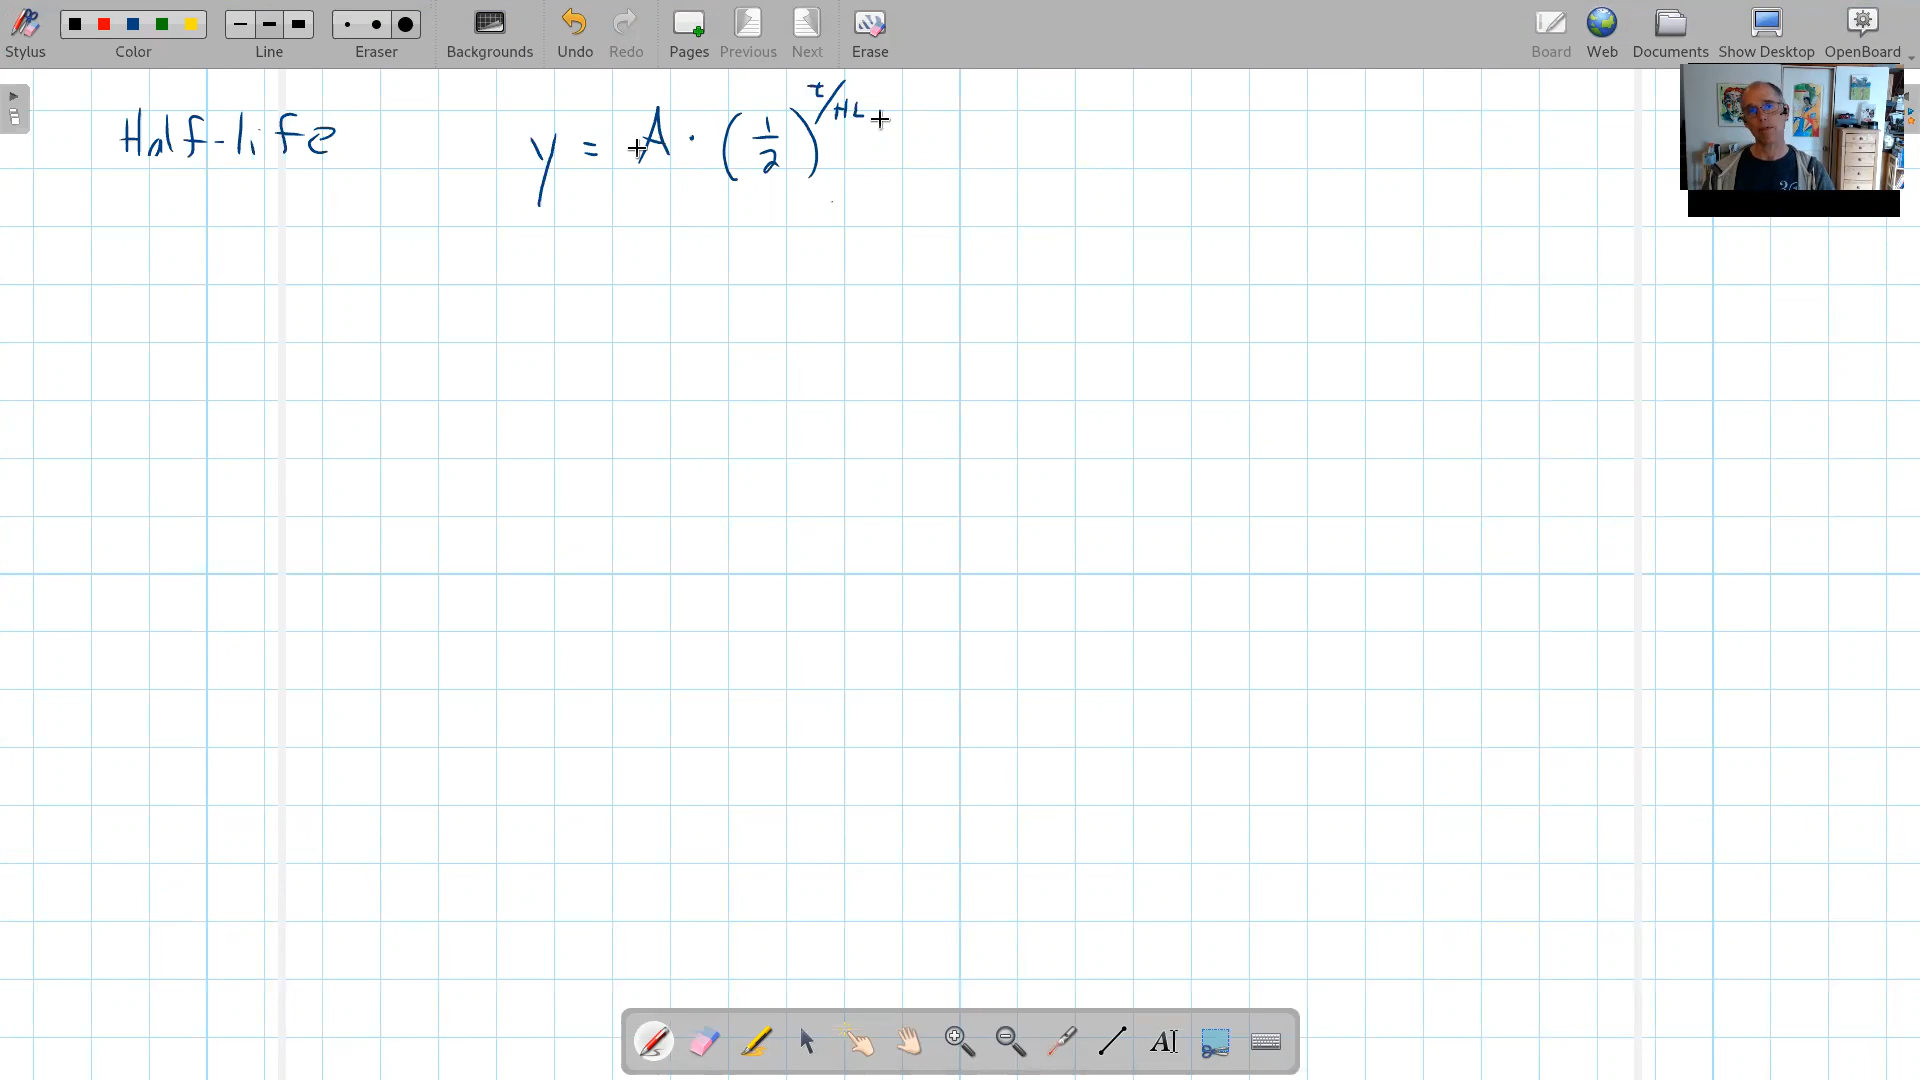 Stylus Color Line Eraser Backgrounds Undo Redo Pages Previous Next Erase Board Web Documents Show Desktop OpenBoard
Half-life y = A · (1/2)^t/HL